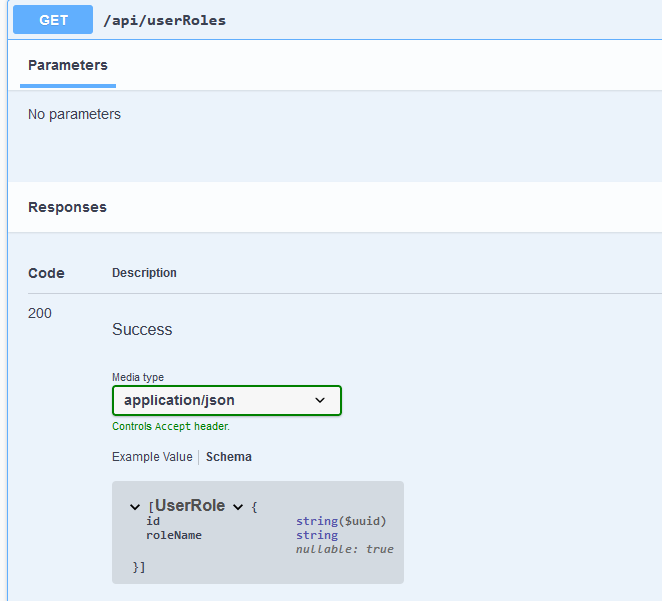 GET /api/userRoles
Parameters
No parameters
Responses
Code Description
200
Success
Media type
application/json
Controls Accept header.
Example Value Schema
[UserRole {
id string($uuid)
roleName string
nullable: true
}]